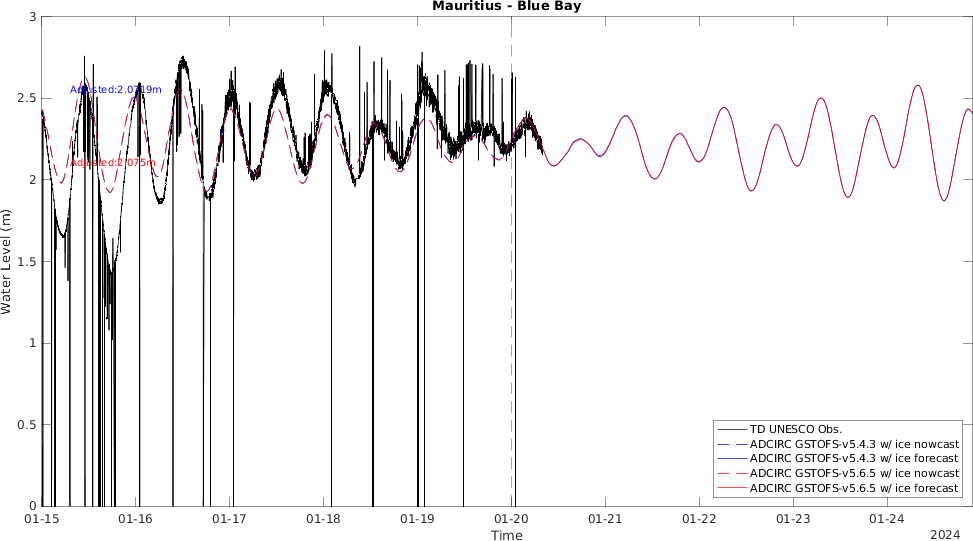 Mauritius - Blue Bay
3
2.5
2
1.5
1
0.5
0
Water Level (m)
Adjusted:2.0719m
Adjusted:2.075m
TD UNESCO Obs.
ADCIRC GSTOFS-v5.4.3 w/ ice nowcast
ADCIRC GSTOFS-v5.4.3 w/ ice forecast
ADCIRC GSTOFS-v5.6.5 w/ ice nowcast
ADCIRC GSTOFS-v5.6.5 w/ ice forecast
01-15 01-16 01-17 01-18 01-19 01-20 01-21 01-22 01-23 01-24
Time
2024